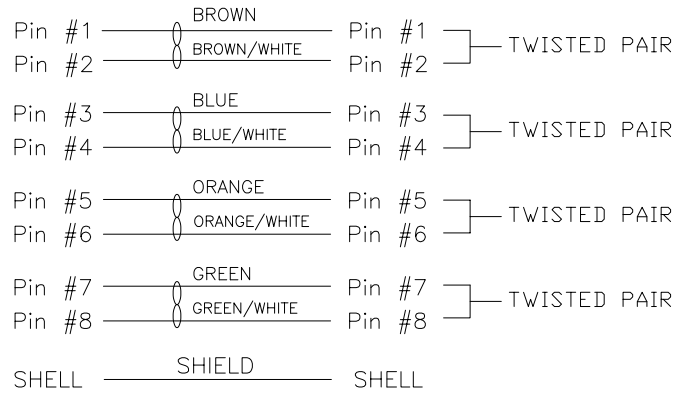 BROWN
Pin #1 Pin #1
BROWN/WHITE TWISTED PAIR
Pin #2 Pin #2
BLUE
Pin #3 Pin #3
BLUE/WHITE TWISTED PAIR
Pin #4 Pin #4
ORANGE
Pin #5 Pin #5
ORANGE/WHITE TWISTED PAIR
Pin #6 Pin #6
GREEN
Pin #7 Pin #7
GREEN/WHITE TWISTED PAIR
Pin #8 Pin #8
SHIELD
SHELL SHELL